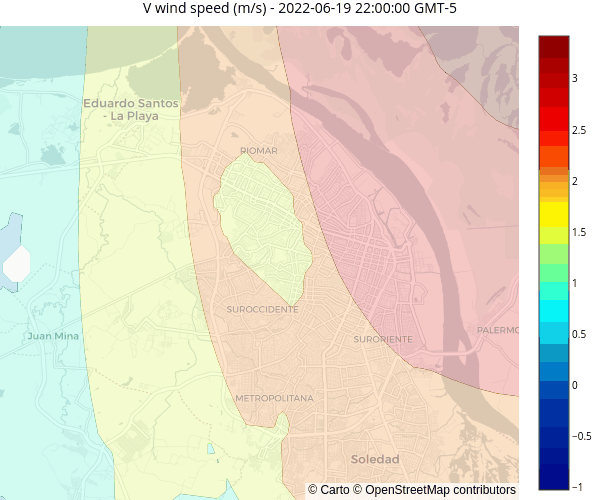 V wind speed (m/s) - 2022-06-19 22:00:00 GMT-5
Eduardo Santos
- La Playa
RIOMAR
SUROCCIDENTE
Juan Mina
PALERMO
SURORIENTE
METROPOLITANA
Soledad
© Carto © OpenStreetMap contributors
3
2.5
2
1.5
1
0.5
0
−0.5
−1